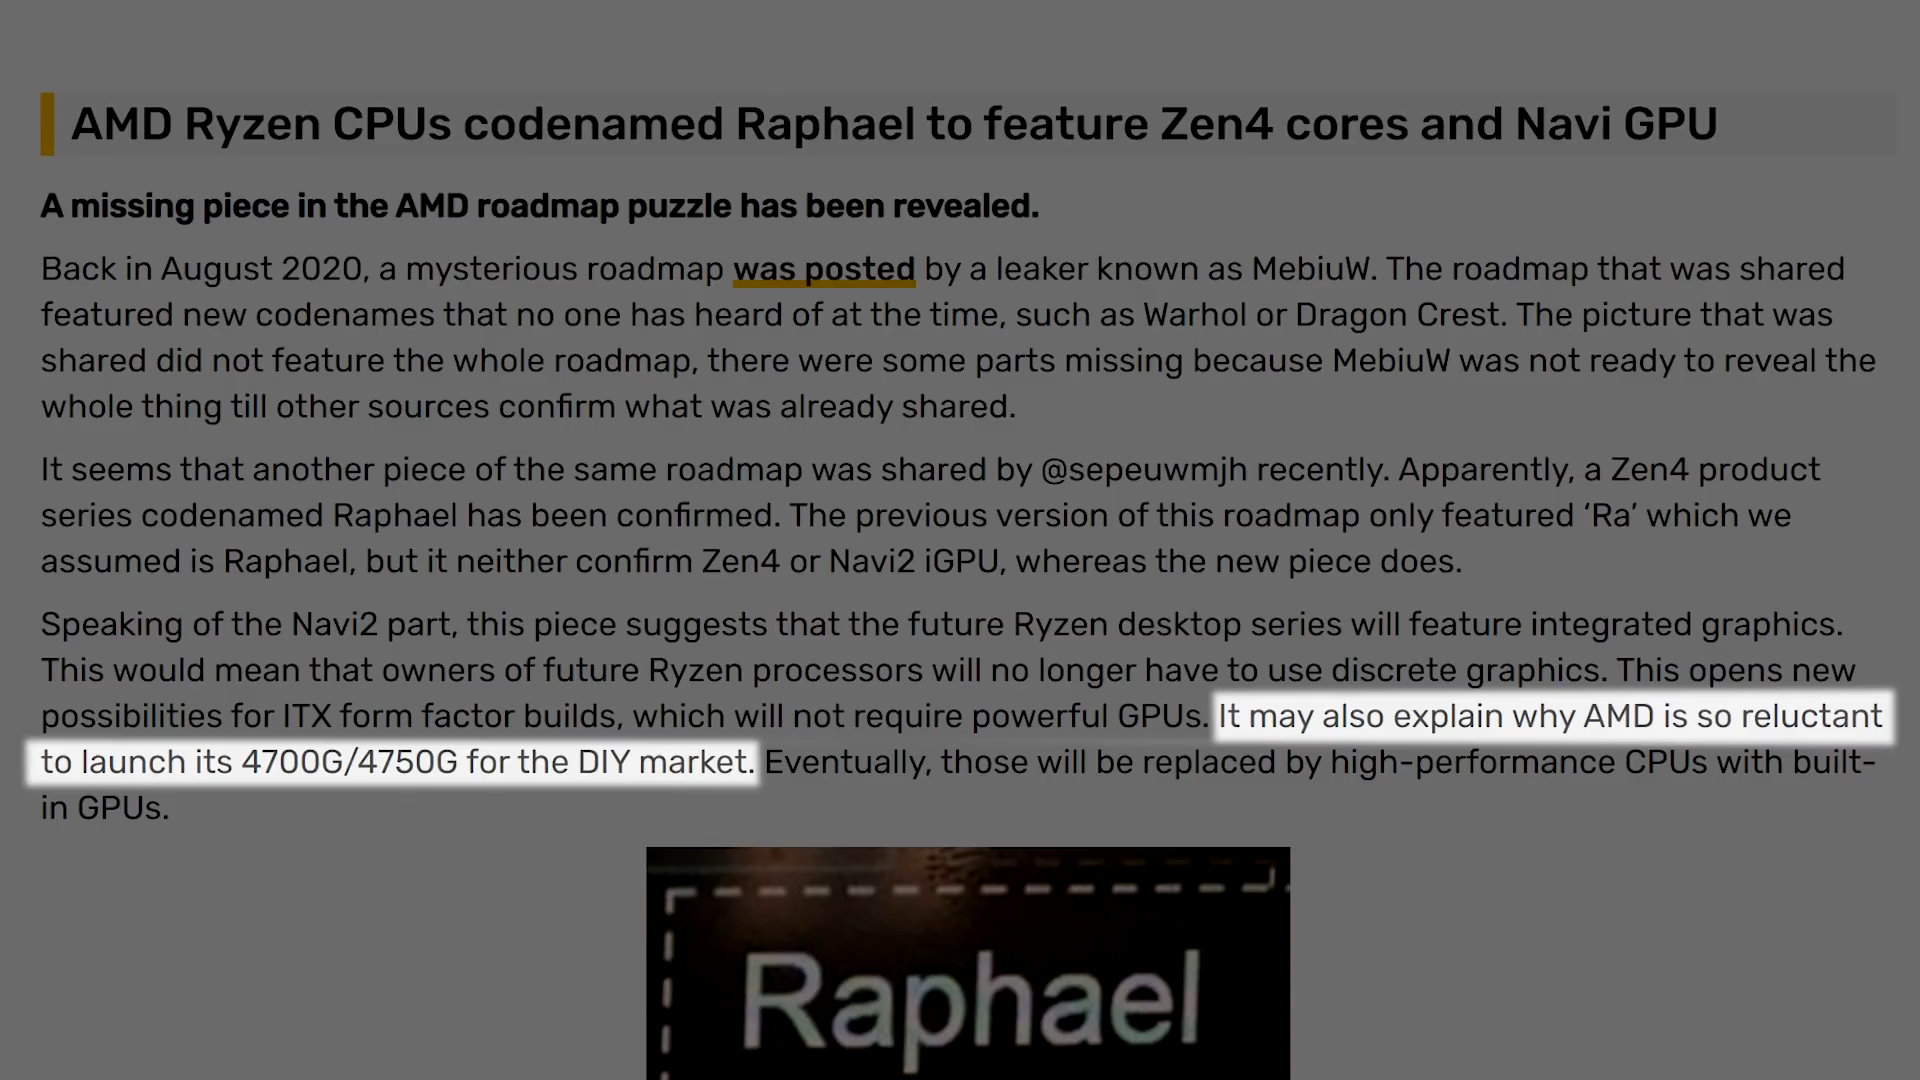 AMD Ryzen CPUs codenamed Raphael to feature Zen4 cores and Navi GPU
A missing piece in the AMD roadmap puzzle has been revealed.
Back in August 2020, a mysterious roadmap was posted by a leaker known as MebiuW. The roadmap that was shared
featured new codenames that no one has heard of at the time, such as Warhol or Dragon Crest. The picture that was
shared did not feature the whole roadmap, there were some parts missing because MebiuW was not ready to reveal the
whole thing till other sources confirm what was already shared.
It seems that another piece of the same roadmap was shared by @sepeuwmjh recently. Apparently, a Zen4 product
series codenamed Raphael has been confirmed. The previous version of this roadmap only featured ‘Ra’ which we
assumed is Raphael, but it neither confirm Zen4 or Navi2 iGPU, whereas the new piece does.
Speaking of the Navi2 part, this piece suggests that the future Ryzen desktop series will feature integrated graphics.
This would mean that owners of future Ryzen processors will no longer have to use discrete graphics. This opens new
possibilities for ITX form factor builds, which will not require powerful GPUs. It may also explain why AMD is so reluctant
to launch its 4700G/4750G for the DIY market. Eventually, those will be replaced by high-performance CPUs with built-
in GPUs.
Raphael